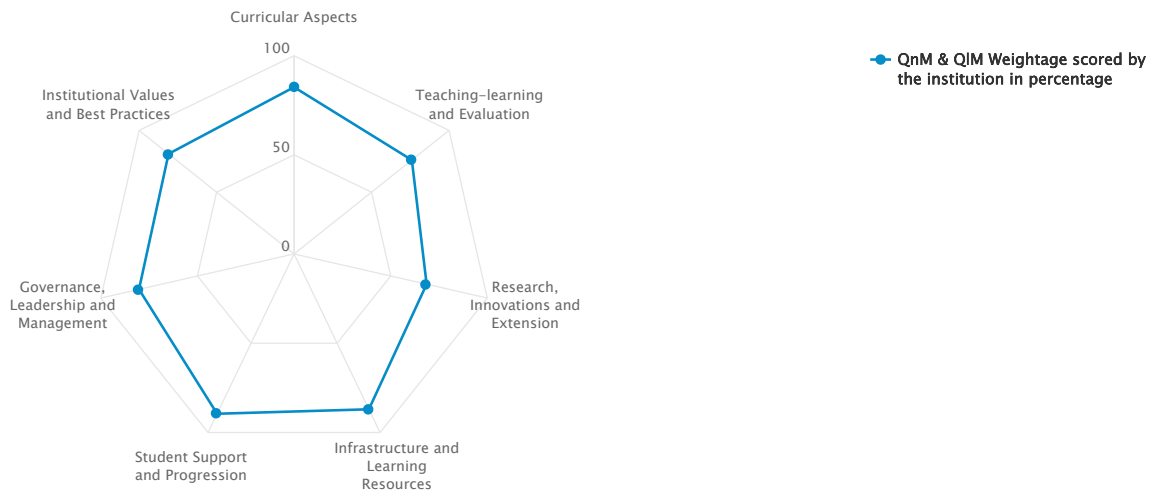 Curricular Aspects
100
QnM & QlM Weightage scored by
the institution in percentage
Institutional Values
and Best Practices
Teaching-learning
and Evaluation
50
0
Governance,
Leadership and
Management
Research,
Innovations and
Extension
Student Support
and Progression
Infrastructure and
Learning
Resources